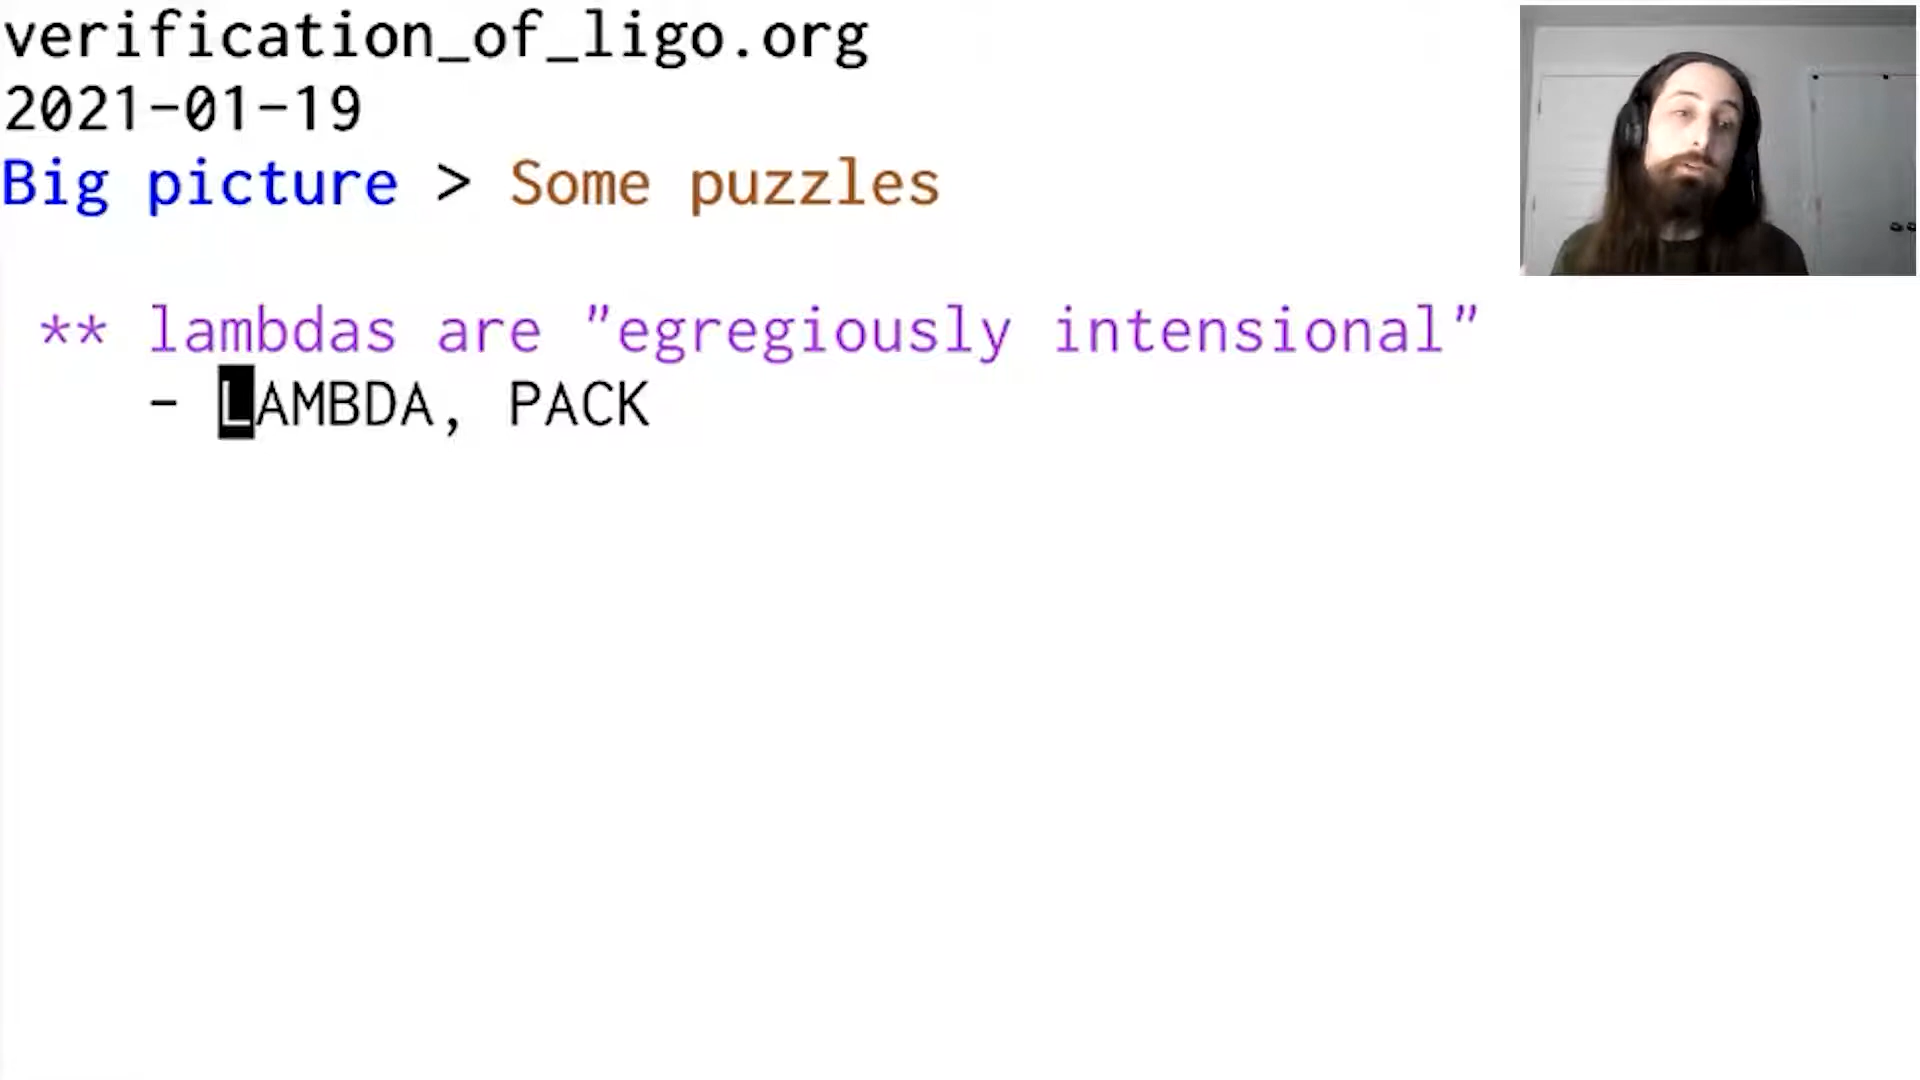 verification_of_ligo.org
2021-01-19
Big picture > Some puzzles
** lambdas are "egregiously intensional"
- LAMBDA, PACK